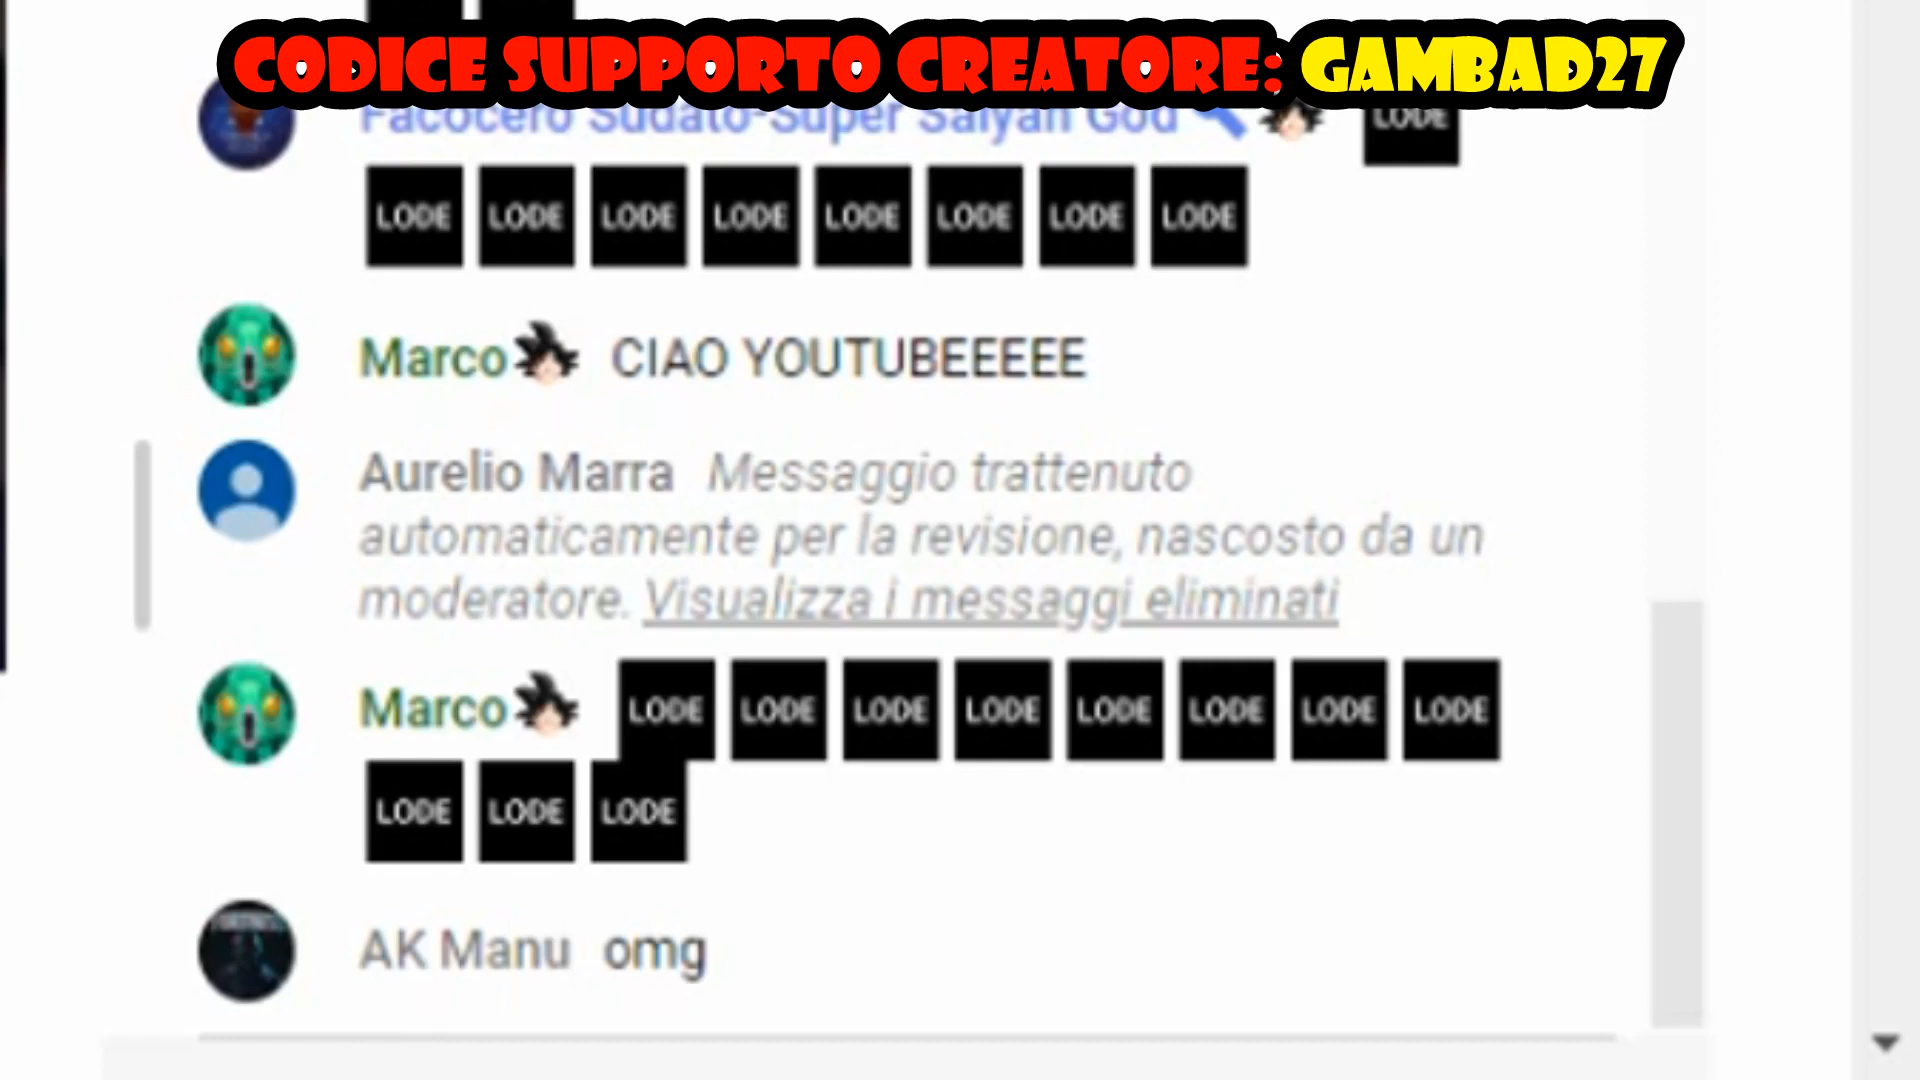 CODICE SUPPORTO CREATORE: GAMBAD27
Facocero Sudato-Super Saiyan God LODE
LODE LODE LODE LODE LODE LODE LODE LODE
Marco CIAO YOUTUBEEEEE
Aurelio Marra Messaggio trattenuto
automaticamente per la revisione, nascosto da un
moderatore. Visualizza i messaggi eliminati
Marco LODE LODE LODE LODE LODE LODE LODE LODE
LODE LODE LODE
AK Manu omg